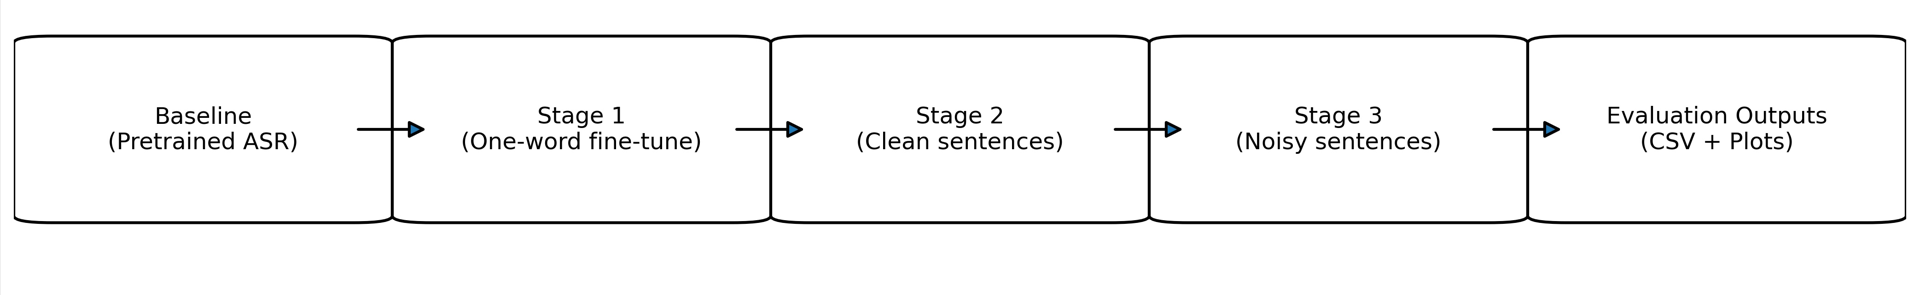 Baseline
(Pretrained ASR)
Stage 1
(One-word fine-tune)
Stage 2
(Clean sentences)
Stage 3
(Noisy sentences)
Evaluation Outputs
(CSV + Plots)